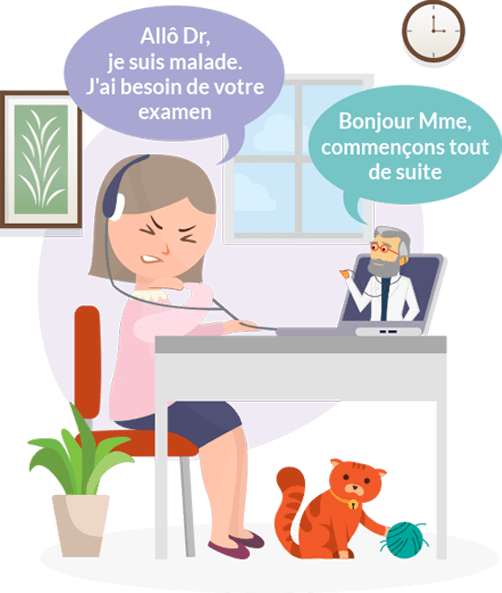 Allô Dr,
je suis malade.
J'ai besoin de votre
examen
Bonjour Mme,
commençons tout
de suite